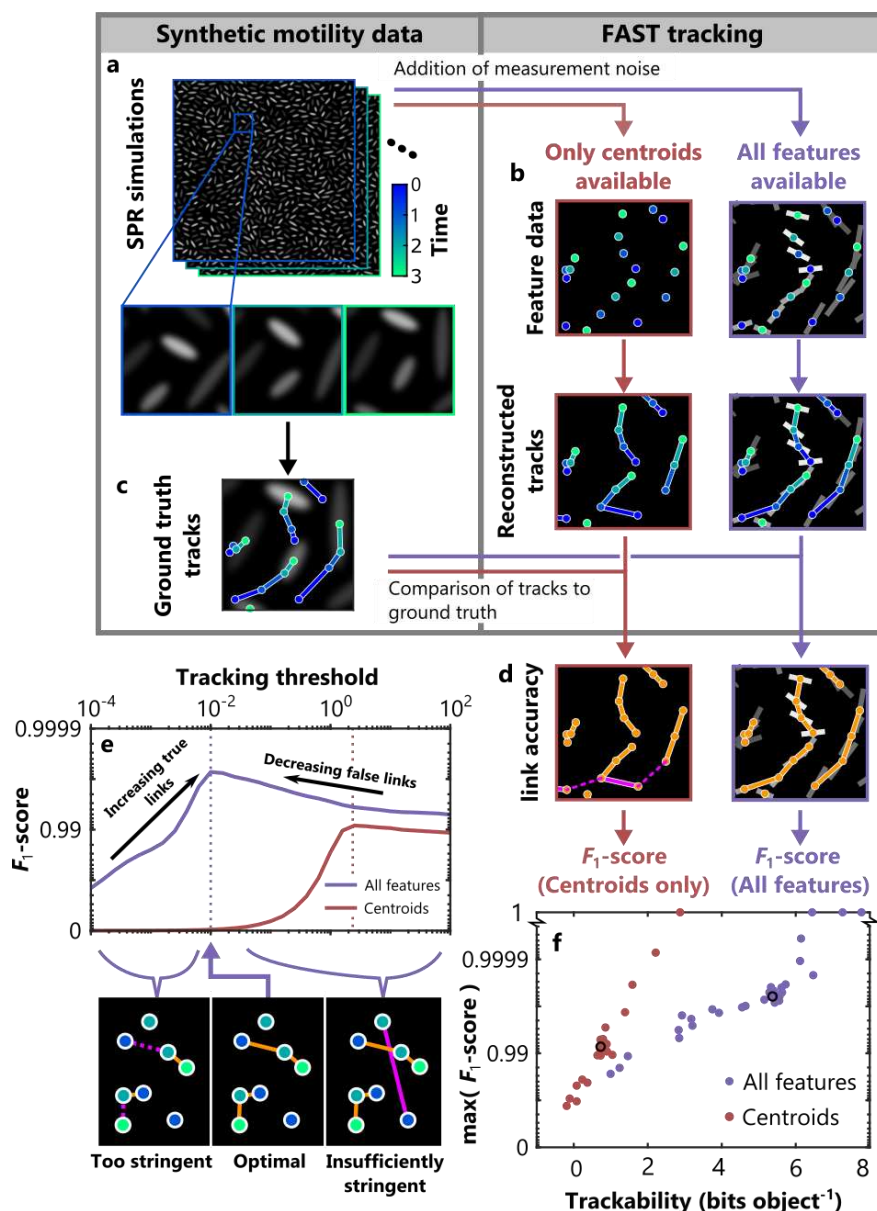 Synthetic motility data
FAST tracking
a
Addition of measurement noise
SPR simulations
0
1
2
3
Time
Only centroids
available
All features
available
b
Feature data
Reconstructed
tracks
c
Ground truth
tracks
Comparison of tracks to
ground truth
d
link accuracy
F₁-score
(Centroids only)
F₁-score
(All features)
Tracking threshold
10⁻⁴
10⁻²
10⁰
10²
0.9999
0.99
0
F₁-score
e
Increasing true
links
Decreasing false links
All features
Centroids
Too stringent
Optimal
Insufficiently
stringent
f
1
0.9999
0.99
0
max( F₁-score )
All features
Centroids
0
2
4
6
8
Trackability (bits object⁻¹)